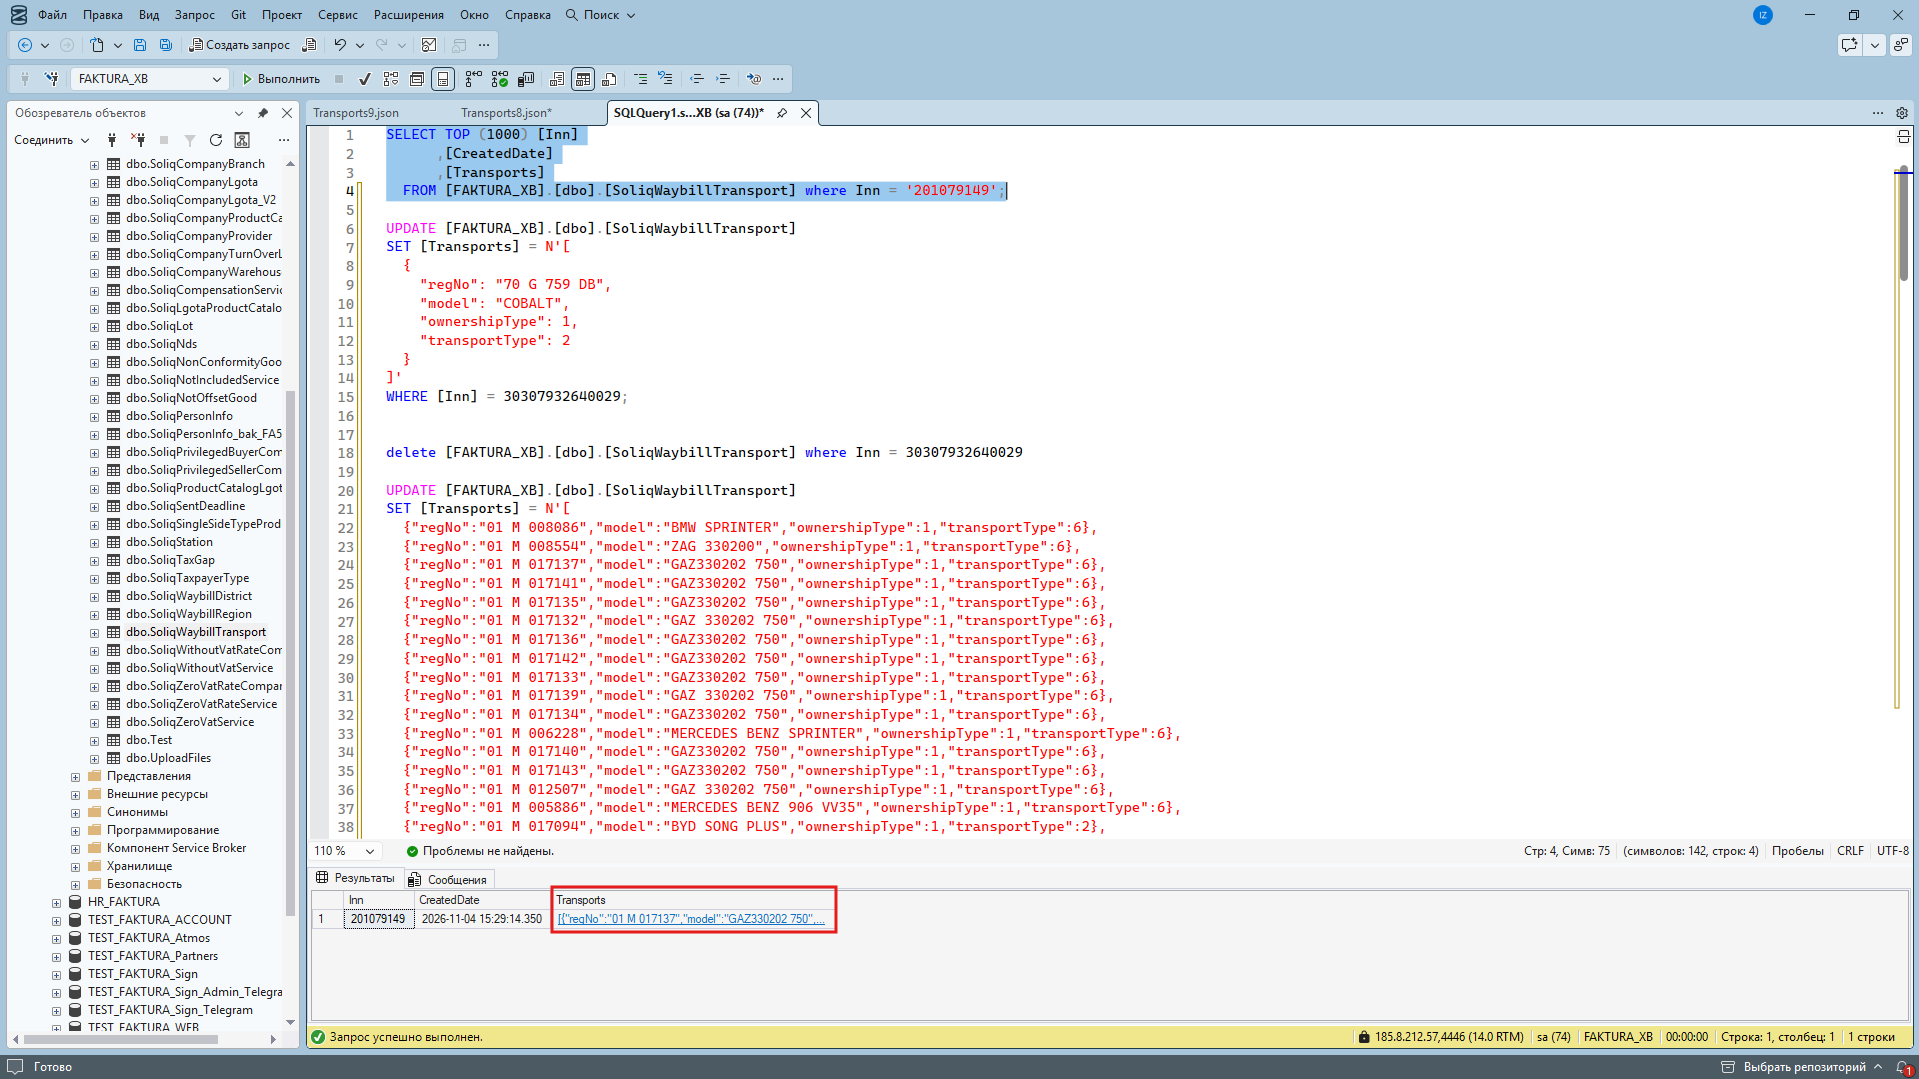 Файл Правка Вид Запрос Git Проект Сервис Расширения Окно Справка Поиск IZ
Создать запрос
FAKTURA_XB Выполнить
Обозреватель объектов
Соединить
dbo.SoliqCompanyBranch
dbo.SoliqCompanyLgota
dbo.SoliqCompanyLgota_V2
dbo.SoliqCompanyProductCa
dbo.SoliqCompanyProvider
dbo.SoliqCompanyTurnOverL
dbo.SoliqCompanyWarehous
dbo.SoliqCompensationServic
dbo.SoliqLgotaProductCatalo
dbo.SoliqLot
dbo.SoliqNds
dbo.SoliqNonConformityGoo
dbo.SoliqNotIncludedService
dbo.SoliqNotOffsetGood
dbo.SoliqPersonInfo
dbo.SoliqPersonInfo_bak_FA5
dbo.SoliqPrivilegedBuyerCom
dbo.SoliqPrivilegedSellerCom
dbo.SoliqProductCatalogLgot
dbo.SoliqSentDeadline
dbo.SoliqSingleSideTypeProd
dbo.SoliqStation
dbo.SoliqTaxGap
dbo.SoliqTaxpayerType
dbo.SoliqWaybillDistrict
dbo.SoliqWaybillRegion
dbo.SoliqWaybillTransport
dbo.SoliqWithoutVatRateCom
dbo.SoliqWithoutVatService
dbo.SoliqZeroVatRateCompar
dbo.SoliqZeroVatRateService
dbo.SoliqZeroVatService
dbo.Test
dbo.UploadFiles
Представления
Внешние ресурсы
Синонимы
Программирование
Компонент Service Broker
Хранилище
Безопасность
HR_FAKTURA
TEST_FAKTURA_ACCOUNT
TEST_FAKTURA_Atmos
TEST_FAKTURA_Partners
TEST_FAKTURA_Sign
TEST_FAKTURA_Sign_Admin_Telegra
TEST_FAKTURA_Sign_Telegram
TEST_FAKTURA_WEB
Transports9.json Transports8.json* SQLQuery1.s...XB (sa (74))*
1 SELECT TOP (1000) [Inn]
2 ,[CreatedDate]
3 ,[Transports]
4 FROM [FAKTURA_XB].[dbo].[SoliqWaybillTransport] where Inn = '201079149';
5
6 UPDATE [FAKTURA_XB].[dbo].[SoliqWaybillTransport]
7 SET [Transports] = N'[
8 {
9 "regNo": "70 G 759 DB",
10 "model": "COBALT",
11 "ownershipType": 1,
12 "transportType": 2
13 }
14 ]'
15 WHERE [Inn] = 30307932640029;
16
17
18 delete [FAKTURA_XB].[dbo].[SoliqWaybillTransport] where Inn = 30307932640029
19
20 UPDATE [FAKTURA_XB].[dbo].[SoliqWaybillTransport]
21 SET [Transports] = N'[
22 {"regNo":"01 M 008086","model":"BMW SPRINTER","ownershipType":1,"transportType":6},
23 {"regNo":"01 M 008554","model":"ZAG 330200","ownershipType":1,"transportType":6},
24 {"regNo":"01 M 017137","model":"GAZ330202 750","ownershipType":1,"transportType":6},
25 {"regNo":"01 M 017141","model":"GAZ330202 750","ownershipType":1,"transportType":6},
26 {"regNo":"01 M 017135","model":"GAZ330202 750","ownershipType":1,"transportType":6},
27 {"regNo":"01 M 017132","model":"GAZ 330202 750","ownershipType":1,"transportType":6},
28 {"regNo":"01 M 017136","model":"GAZ330202 750","ownershipType":1,"transportType":6},
29 {"regNo":"01 M 017142","model":"GAZ330202 750","ownershipType":1,"transportType":6},
30 {"regNo":"01 M 017133","model":"GAZ330202 750","ownershipType":1,"transportType":6},
31 {"regNo":"01 M 017139","model":"GAZ 330202 750","ownershipType":1,"transportType":6},
32 {"regNo":"01 M 017134","model":"GAZ330202 750","ownershipType":1,"transportType":6},
33 {"regNo":"01 M 006228","model":"MERCEDES BENZ SPRINTER","ownershipType":1,"transportType":6},
34 {"regNo":"01 M 017140","model":"GAZ330202 750","ownershipType":1,"transportType":6},
35 {"regNo":"01 M 017143","model":"GAZ330202 750","ownershipType":1,"transportType":6},
36 {"regNo":"01 M 012507","model":"GAZ 330202 750","ownershipType":1,"transportType":6},
37 {"regNo":"01 M 005886","model":"MERCEDES BENZ 906 VV35","ownershipType":1,"transportType":6},
38 {"regNo":"01 M 017094","model":"BYD SONG PLUS","ownershipType":1,"transportType":2},
110 % Проблемы не найдены. Стр: 4, Симв: 75 (символов: 142, строк: 4) Пробелы CRLF UTF-8
Результаты Сообщения
Inn CreatedDate Transports
1 201079149 2026-11-04 15:29:14.350 [{"regNo":"01 M 017137","model":"GAZ330202 750",...
Запрос успешно выполнен. 185.8.212.57,4446 (14.0 RTM) sa (74) FAKTURA_XB 00:00:00 Строка: 1, столбец: 1 1 строки
Готово Выбрать репозиторий 1